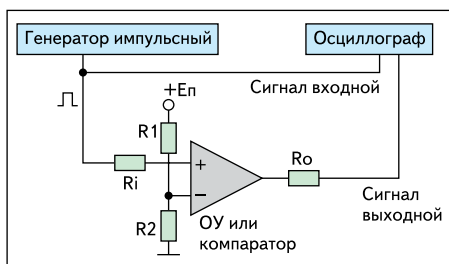 Генератор импульсный
Осциллограф
Сигнал входной
+Eп
R1
Ri
+
−
Ro
R2
ОУ или
компаратор
Сигнал
выходной